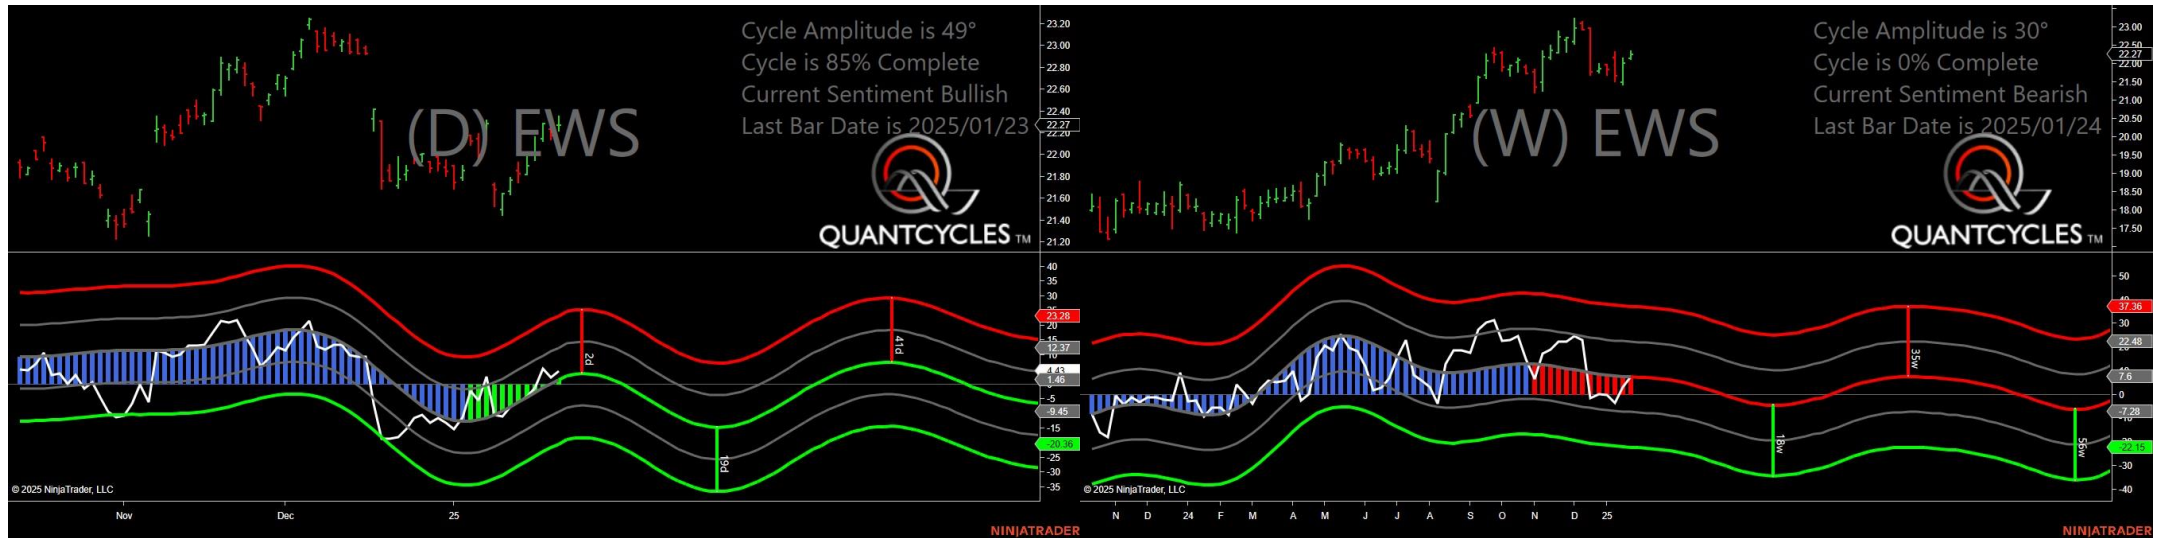 Cycle Amplitude is 49°
Cycle is 85% Complete
Current Sentiment Bullish
Last Bar Date is 2025/01/23
(D) EWS
QUANTCYCLES TM
23.20
23.00
22.80
22.60
22.40
22.27
22.20
22.00
21.80
21.60
21.40
21.20
40
35
30
23.28
20
15
12.37
4.43
1.46
-5
-9.45
-15
-20.36
-25
-30
-35
2d
19d
41d
© 2025 NinjaTrader, LLC
Nov
Dec
25
NINJATRADER
Cycle Amplitude is 30°
Cycle is 0% Complete
Current Sentiment Bearish
Last Bar Date is 2025/01/24
(W) EWS
QUANTCYCLES TM
23.00
22.50
22.27
22.00
21.50
21.00
20.50
20.00
19.50
19.00
18.50
18.00
17.50
50
37.36
30
22.48
7.6
0
-7.28
-22.15
-30
-40
18w
35w
56w
© 2025 NinjaTrader, LLC
N D 24 F M A M J J A S O N D 25
NINJATRADER